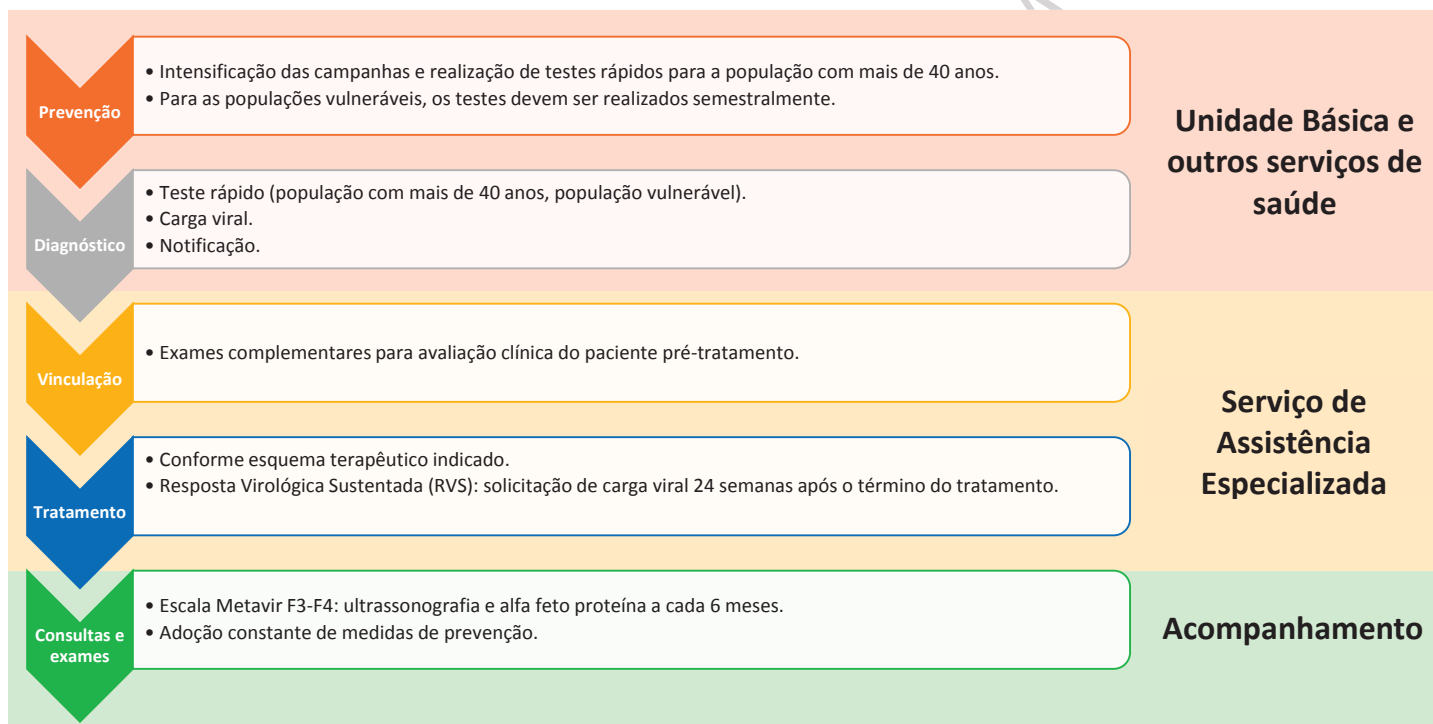 Prevenção
• Intensificação das campanhas e realização de testes rápidos para a população com mais de 40 anos.
• Para as populações vulneráveis, os testes devem ser realizados semestralmente.
Unidade Básica e
outros serviços de
saúde
Diagnóstico
• Teste rápido (população com mais de 40 anos, população vulnerável).
• Carga viral.
• Notificação.
Vinculação
• Exames complementares para avaliação clínica do paciente pré-tratamento.
Serviço de
Assistência
Especializada
Tratamento
• Conforme esquema terapêutico indicado.
• Resposta Virológica Sustentada (RVS): solicitação de carga viral 24 semanas após o término do tratamento.
Consultas e
exames
• Escala Metavir F3-F4: ultrassonografia e alfa feto proteína a cada 6 meses.
• Adoção constante de medidas de prevenção.
Acompanhamento